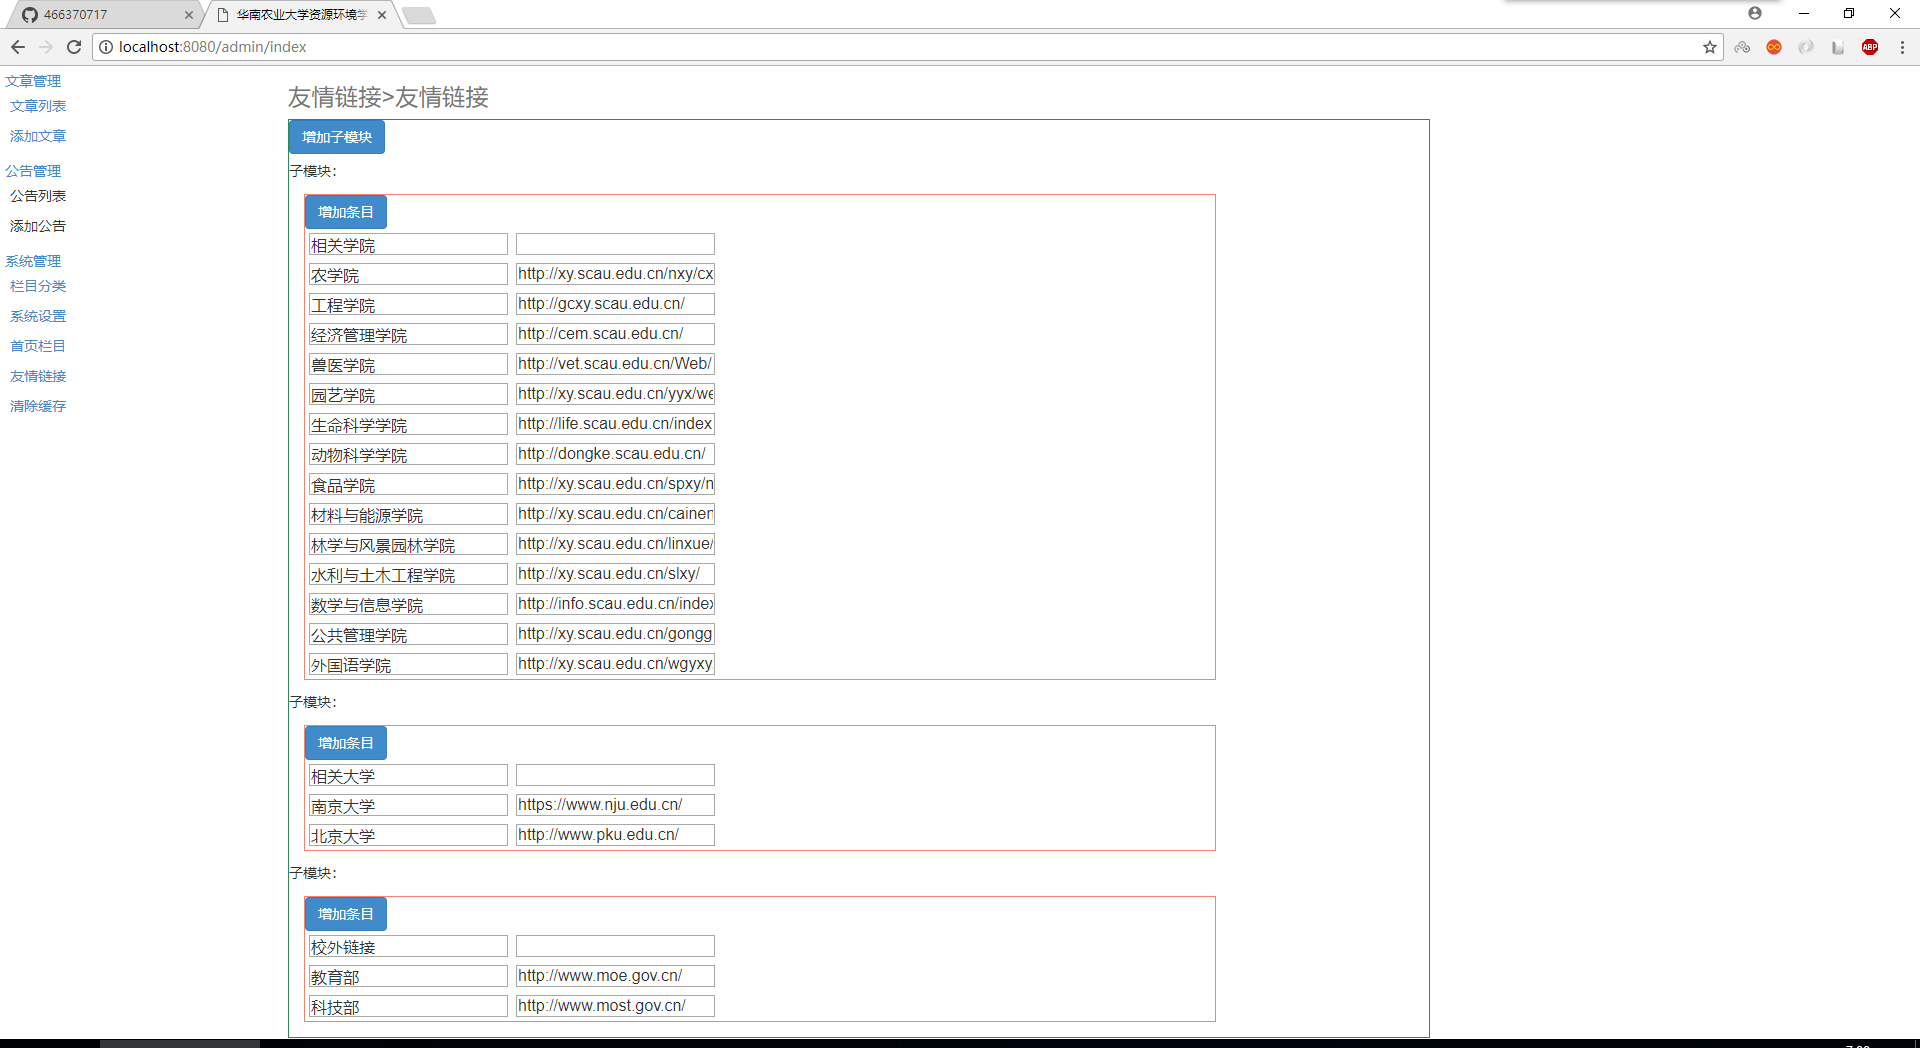 466370717
华南农业大学资源环境学
localhost:8080/admin/index
ABP
文章管理
文章列表
添加文章
公告管理
公告列表
添加公告
系统管理
栏目分类
系统设置
首页栏目
友情链接
清除缓存
友情链接>友情链接
增加子模块
子模块：
增加条目
相关学院
农学院 http://xy.scau.edu.cn/nxy/cx
工程学院 http://gcxy.scau.edu.cn/
经济管理学院 http://cem.scau.edu.cn/
兽医学院 http://vet.scau.edu.cn/Web/
园艺学院 http://xy.scau.edu.cn/yyx/we
生命科学学院 http://life.scau.edu.cn/index
动物科学学院 http://dongke.scau.edu.cn/
食品学院 http://xy.scau.edu.cn/spxy/n
材料与能源学院 http://xy.scau.edu.cn/cainen
林学与风景园林学院 http://xy.scau.edu.cn/linxue/
水利与土木工程学院 http://xy.scau.edu.cn/slxy/
数学与信息学院 http://info.scau.edu.cn/index
公共管理学院 http://xy.scau.edu.cn/gongg
外国语学院 http://xy.scau.edu.cn/wgyxy
子模块：
增加条目
相关大学
南京大学 https://www.nju.edu.cn/
北京大学 http://www.pku.edu.cn/
子模块：
增加条目
校外链接
教育部 http://www.moe.gov.cn/
科技部 http://www.most.gov.cn/